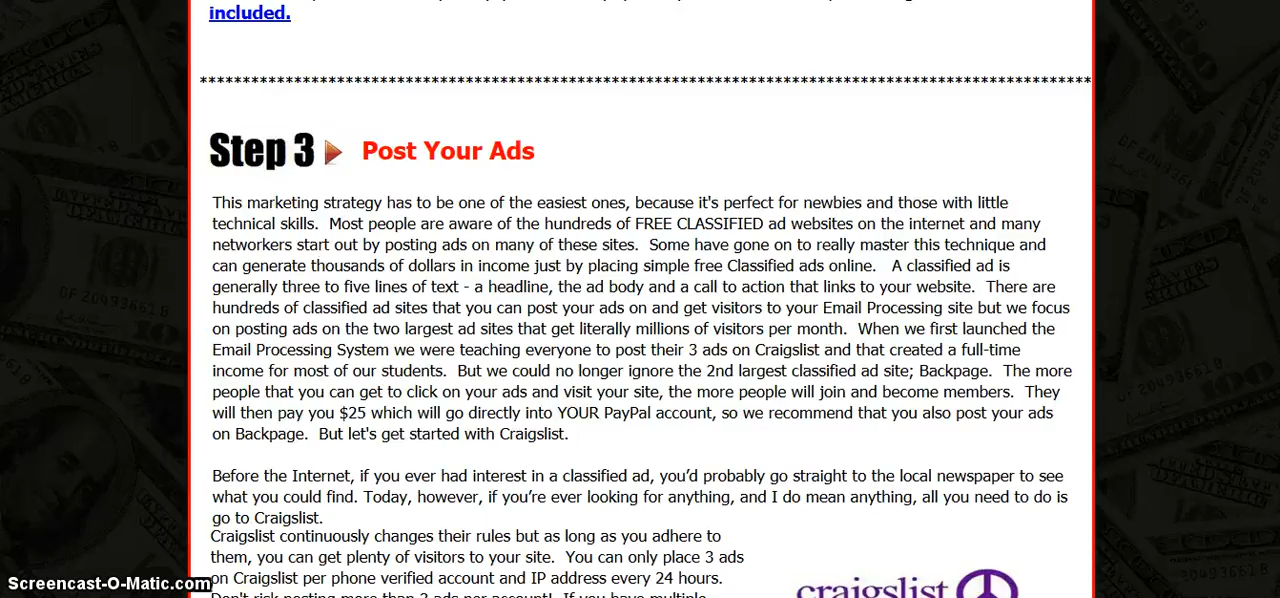 included.
****************************************************************************************************************
Step 3 Post Your Ads
This marketing strategy has to be one of the easiest ones, because it's perfect for newbies and those with little
technical skills.  Most people are aware of the hundreds of FREE CLASSIFIED ad websites on the internet and many
networkers start out by posting ads on many of these sites.  Some have gone on to really master this technique and
can generate thousands of dollars in income just by placing simple free Classified ads online.   A classified ad is
generally three to five lines of text - a headline, the ad body and a call to action that links to your website.  There are
hundreds of classified ad sites that you can post your ads on and get visitors to your Email Processing site but we focus
on posting ads on the two largest ad sites that get literally millions of visitors per month.  When we first launched the
Email Processing System we were teaching everyone to post their 3 ads on Craigslist and that created a full-time
income for most of our students.  But we could no longer ignore the 2nd largest classified ad site; Backpage.  The more
people that you can get to click on your ads and visit your site, the more people will join and become members.  They
will then pay you $25 which will go directly into YOUR PayPal account, so we recommend that you also post your ads
on Backpage.  But let's get started with Craigslist.
Before the Internet, if you ever had interest in a classified ad, you’d probably go straight to the local newspaper to see
what you could find. Today, however, if you’re ever looking for anything, and I do mean anything, all you need to do is
go to Craigslist.
Craigslist continuously changes their rules but as long as you adhere to
them, you can get plenty of visitors to your site.  You can only place 3 ads
on Craigslist per phone verified account and IP address every 24 hours.
Don't risk posting more than 3 ads per account!  If you have multiple
craigslist
Screencast-O-Matic.com